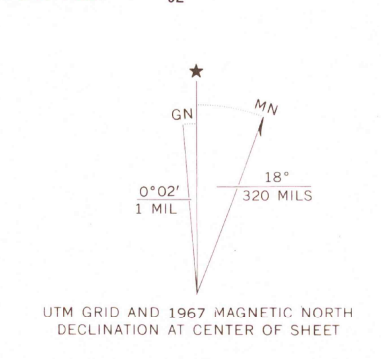 ★
GN
MN
0°02′
1 MIL
18°
320 MILS
UTM GRID AND 1967 MAGNETIC NORTH
DECLINATION AT CENTER OF SHEET